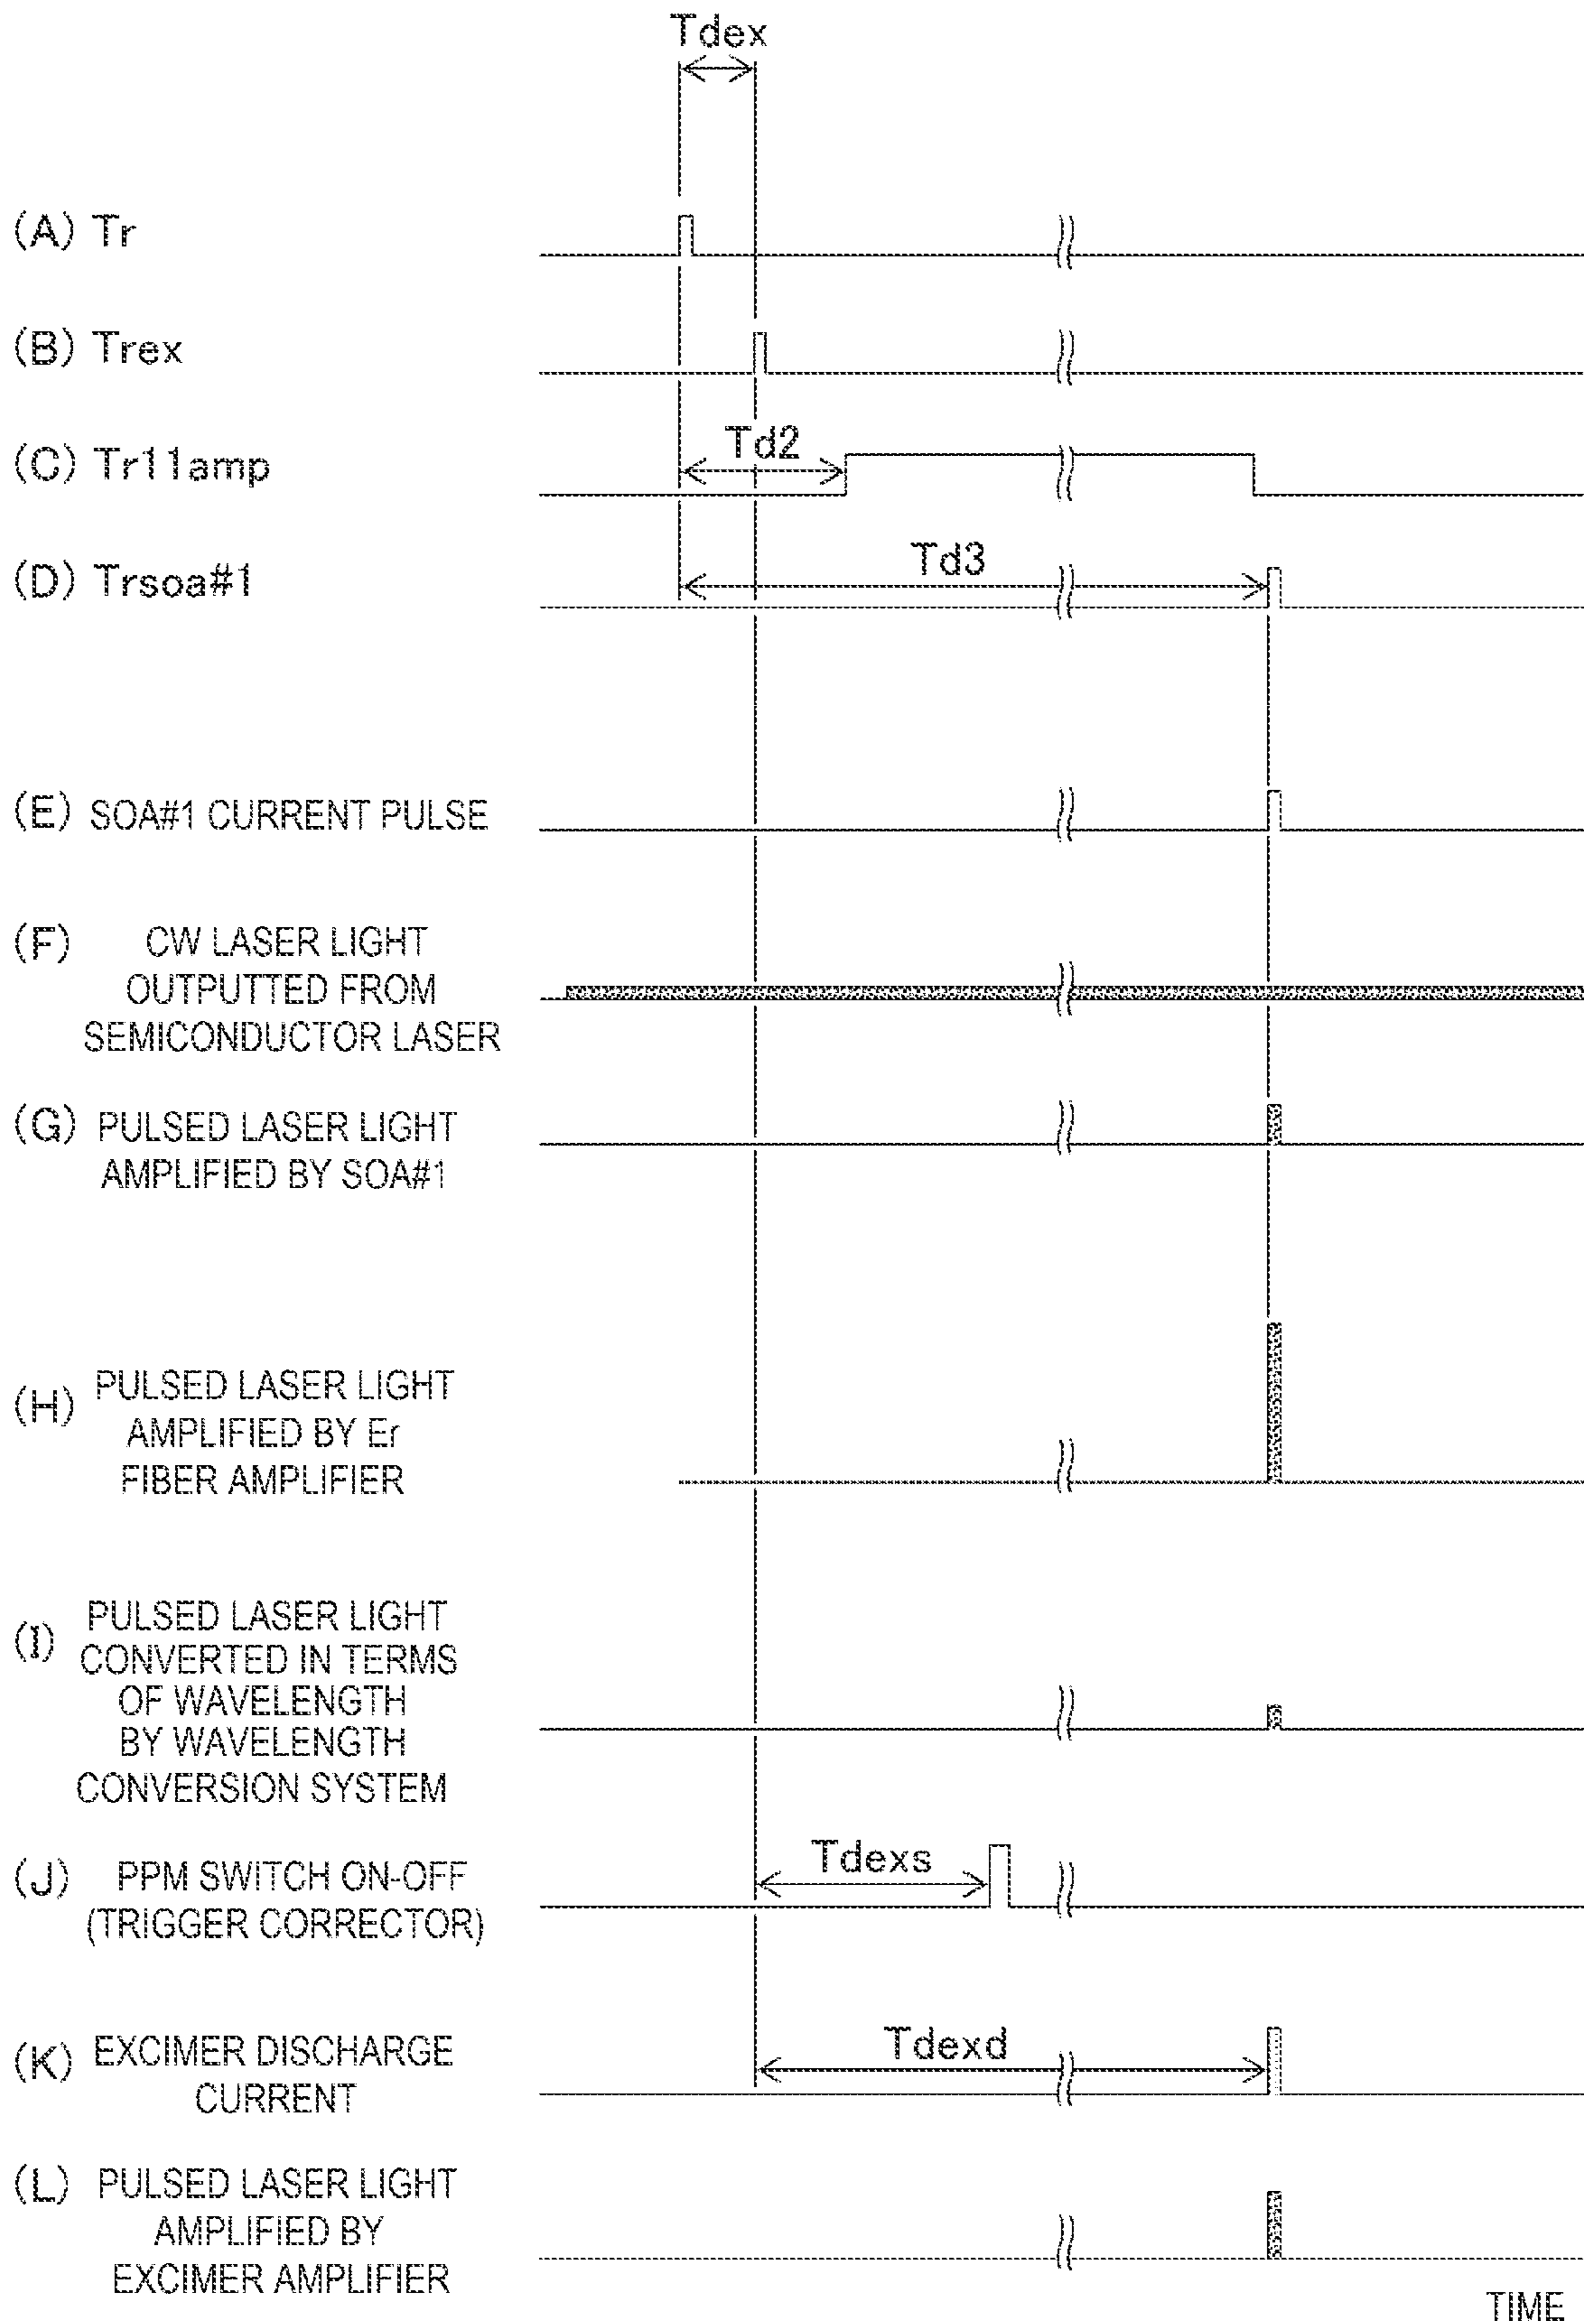 Tdex
(A) Tr
(B) Trex
(C) Tr11amp
Td2
(D) Trsoa#1
Td3
(E) SOA#1 CURRENT PULSE
(F) CW LASER LIGHT
OUTPUTTED FROM
SEMICONDUCTOR LASER
(G) PULSED LASER LIGHT
AMPLIFIED BY SOA#1
(H) PULSED LASER LIGHT
AMPLIFIED BY Er
FIBER AMPLIFIER
(I) PULSED LASER LIGHT
CONVERTED IN TERMS
OF WAVELENGTH
BY WAVELENGTH
CONVERSION SYSTEM
(J) PPM SWITCH ON-OFF
(TRIGGER CORRECTOR)
Tdexs
(K) EXCIMER DISCHARGE
CURRENT
Tdexd
(L) PULSED LASER LIGHT
AMPLIFIED BY
EXCIMER AMPLIFIER
TIME